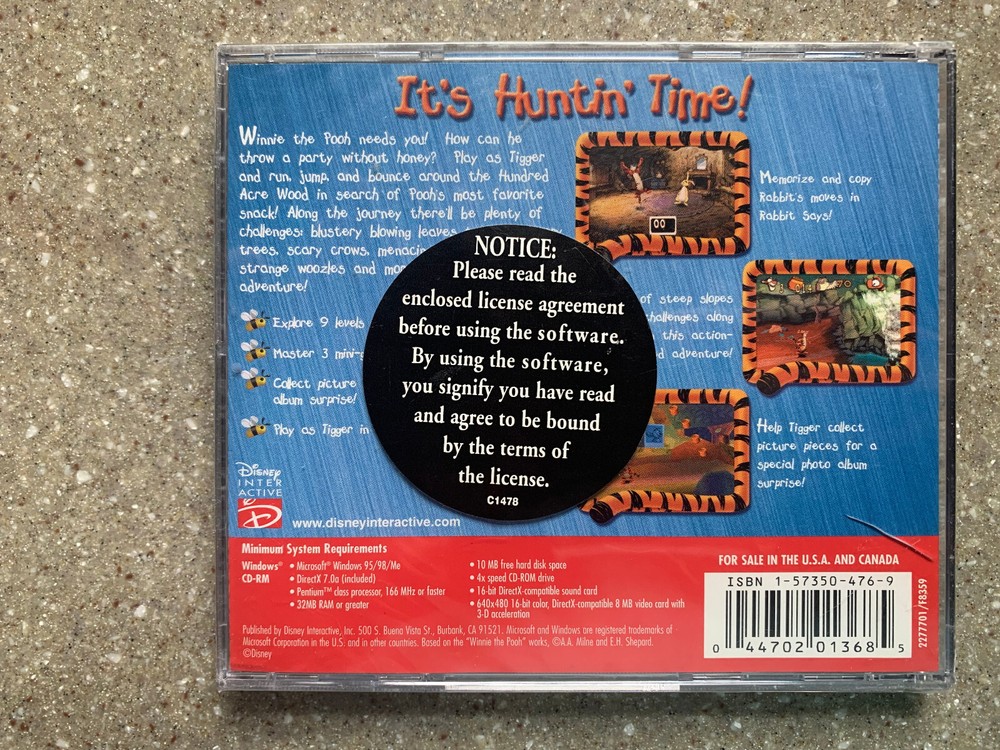 It's Huntin' Time!
Winnie the Pooh needs you! How can he
throw a party without honey? Play as Tigger
and run, jump, and bounce around the Hundred
Acre Wood in search of Pooh's most favorite
snack! Along the journey there'll be plenty of
challenges: blustery blowing leaves,
trees, scary crows, menacin
strange woozles and mo
adventure!
Explore 9 levels
Master 3 mini-g
Collect picture
album surprise!
Play as Tigger in
Memorize and copy
Rabbit's moves in
Rabbit Says!
00
of steep slopes
hallenges along
this action-
d adventure!
70
Help Tigger collect
picture pieces for a
special photo album
surprise!
NOTICE:
Please read the
enclosed license agreement
before using the software.
By using the software,
you signify you have read
and agree to be bound
by the terms of
the license.
C1478
Disney
INTER
ACTIVE
D
www.disneyinteractive.com
Minimum System Requirements
Windows®
CD-RM
• Microsoft® Windows 95/98/Me
• DirectX 7.0a (included)
• Pentium™ class processor, 166 MHz or faster
• 32MB RAM or greater
• 10 MB free hard disk space
• 4x speed CD-ROM drive
• 16-bit DirectX-compatible sound card
• 640x480 16-bit color, DirectX-compatible 8 MB video card with
3-D acceleration
Published by Disney Interactive, Inc. 500 S. Buena Vista St., Burbank, CA 91521. Microsoft and Windows are registered trademarks of
Microsoft Corporation in the U.S. and in other countries. Based on the "Winnie the Pooh" works, ©A.A. Milne and E.H. Shepard.
©Disney
FOR SALE IN THE U.S.A. AND CANADA
ISBN 1-57350-476-9
0 44702 01368 5
2277701/F8359